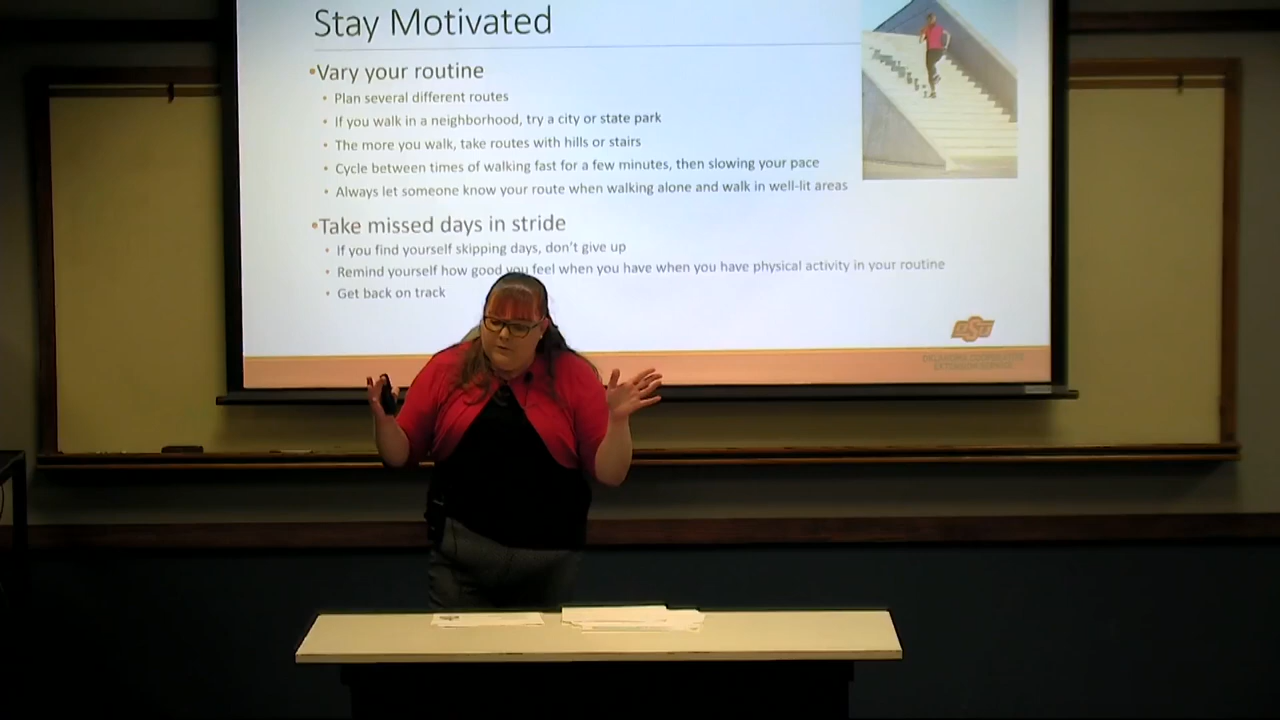 Stay Motivated
•Vary your routine
• Plan several different routes
• If you walk in a neighborhood, try a city or state park
• The more you walk, take routes with hills or stairs
• Cycle between times of walking fast for a few minutes, then slowing your pace
• Always let someone know your route when walking alone and walk in well-lit areas
•Take missed days in stride
• If you find yourself skipping days, don't give up
• Remind yourself how good you feel when you have when you have physical activity in your routine
• Get back on track
OSU
EXTENSION SERVICE